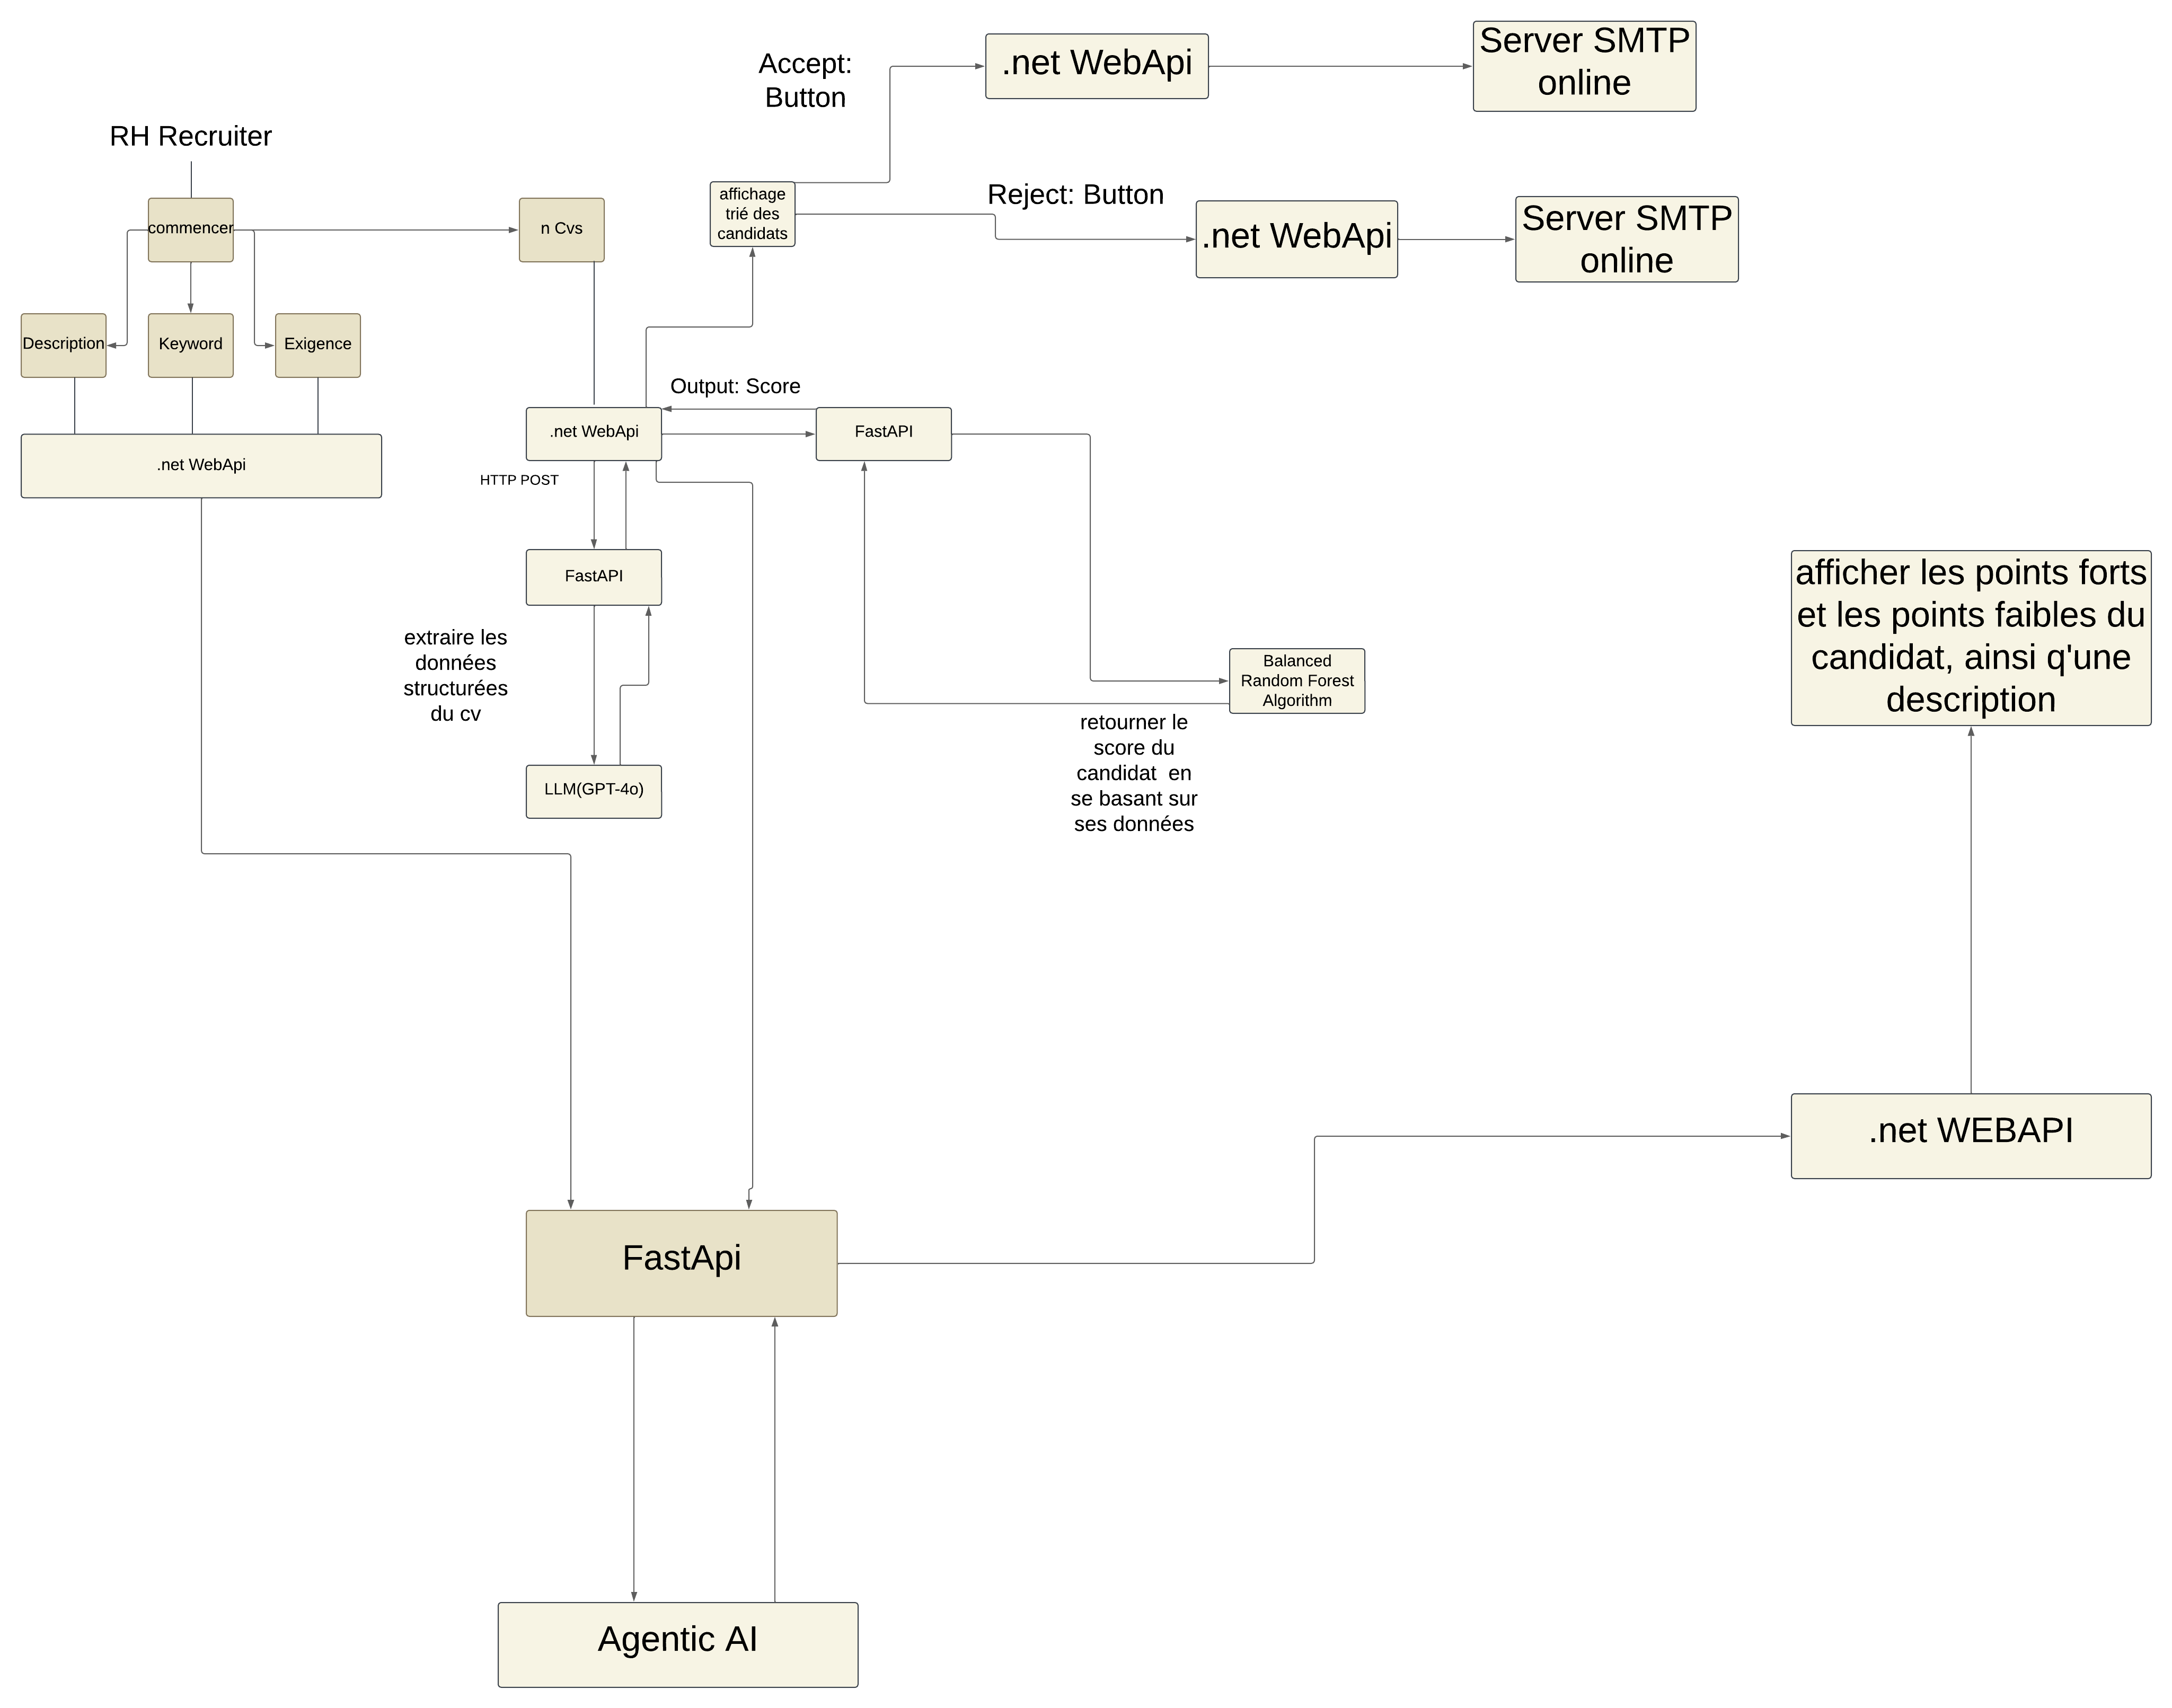 Accept:
Button
.net WebApi
Server SMTP
online
RH Recruiter
commencer
n Cvs
affichage
trié des
candidats
Reject: Button
.net WebApi
Server SMTP
online
Description
Keyword
Exigence
.net WebApi
Output: Score
.net WebApi
FastAPI
HTTP POST
FastAPI
extraire les
données
structurées
du cv
LLM(GPT-4o)
Balanced
Random Forest
Algorithm
retourner le
score du
candidat  en
se basant sur
ses données
afficher les points forts
et les points faibles du
candidat, ainsi q'une
description
.net WEBAPI
FastApi
Agentic AI